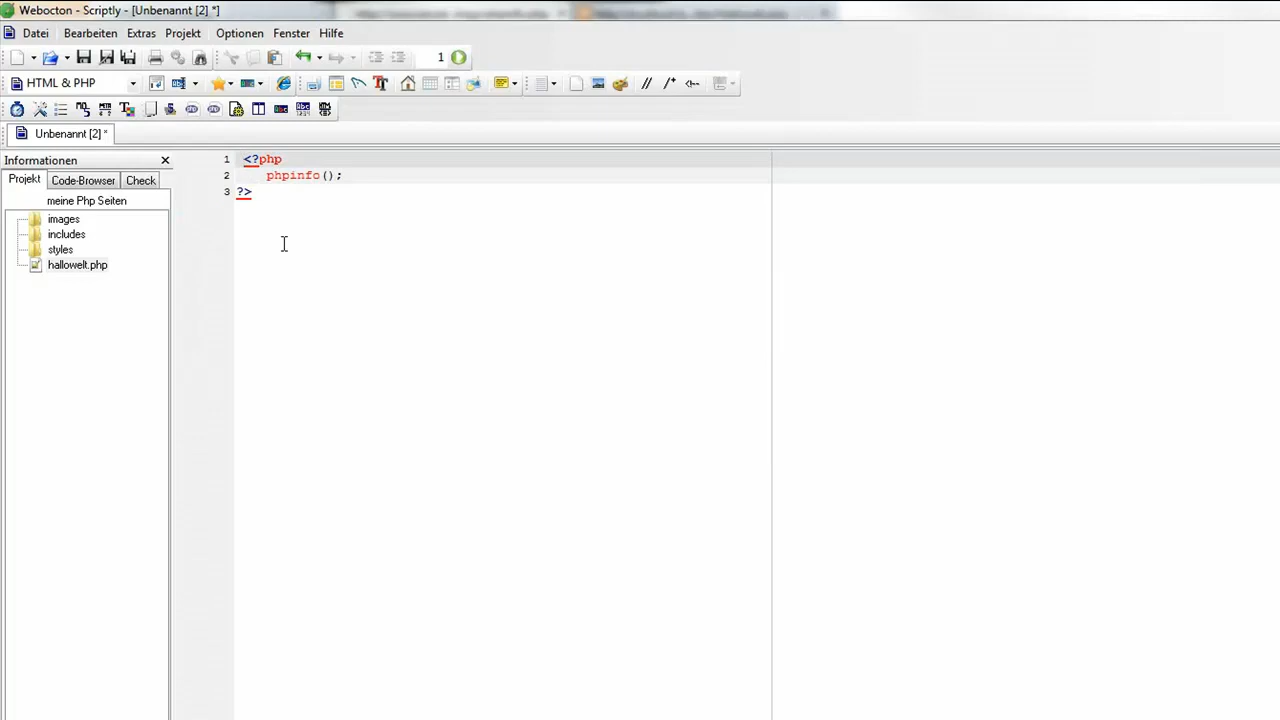 Webocton - Scriptly - [Unbenannt [2] *]
Datei Bearbeiten Extras Projekt Optionen Fenster Hilfe
1
HTML & PHP
Unbenannt [2] *
Informationen
Projekt Code-Browser Check
meine Php Seiten
images
includes
styles
hallowelt.php
1 <?php
2 phpinfo();
3 ?>